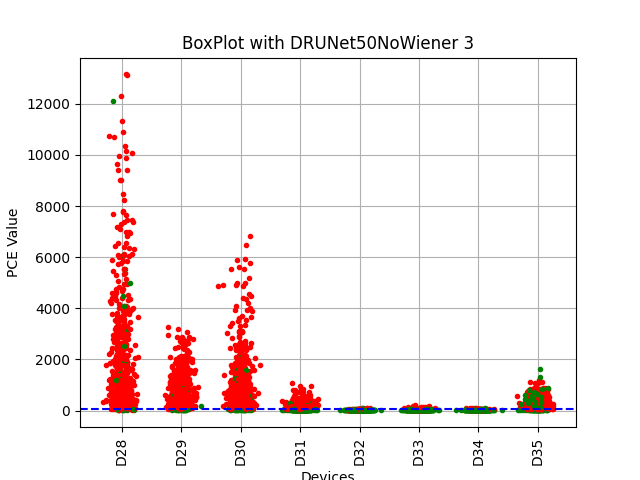 BoxPlot with DRUNet50NoWiener 3
PCE Value
12000
10000
8000
6000
4000
2000
0
D28
D29
D30
D31
D32
D33
D34
D35
Devices